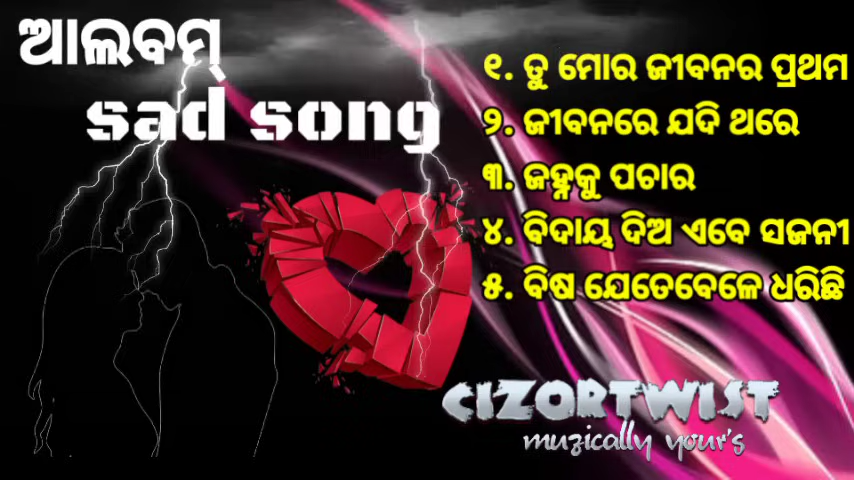 ଆଲବମ୍
sad song
୧. ତୁ ମୋର ଜୀବନର ପ୍ରଥମ
୨. ଜୀବନରେ ଯଦି ଥରେ
୩. ଜହ୍ନକୁ ପଚାର
୪. ବିଦାୟ ଦିଅ ଏବେ ସଜନୀ
୫. ବିଷ ଯେତେବେଳେ ଧରିଛି
CIZORTWIST
muzically your's